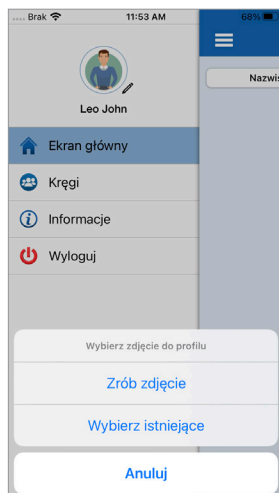 .... Brak 11:53 AM 68%
Nazwis
Leo John
Ekran główny
Kręgi
Informacje
Wyloguj
Wybierz zdjęcie do profilu
Zrób zdjęcie
Wybierz istniejące
Anuluj